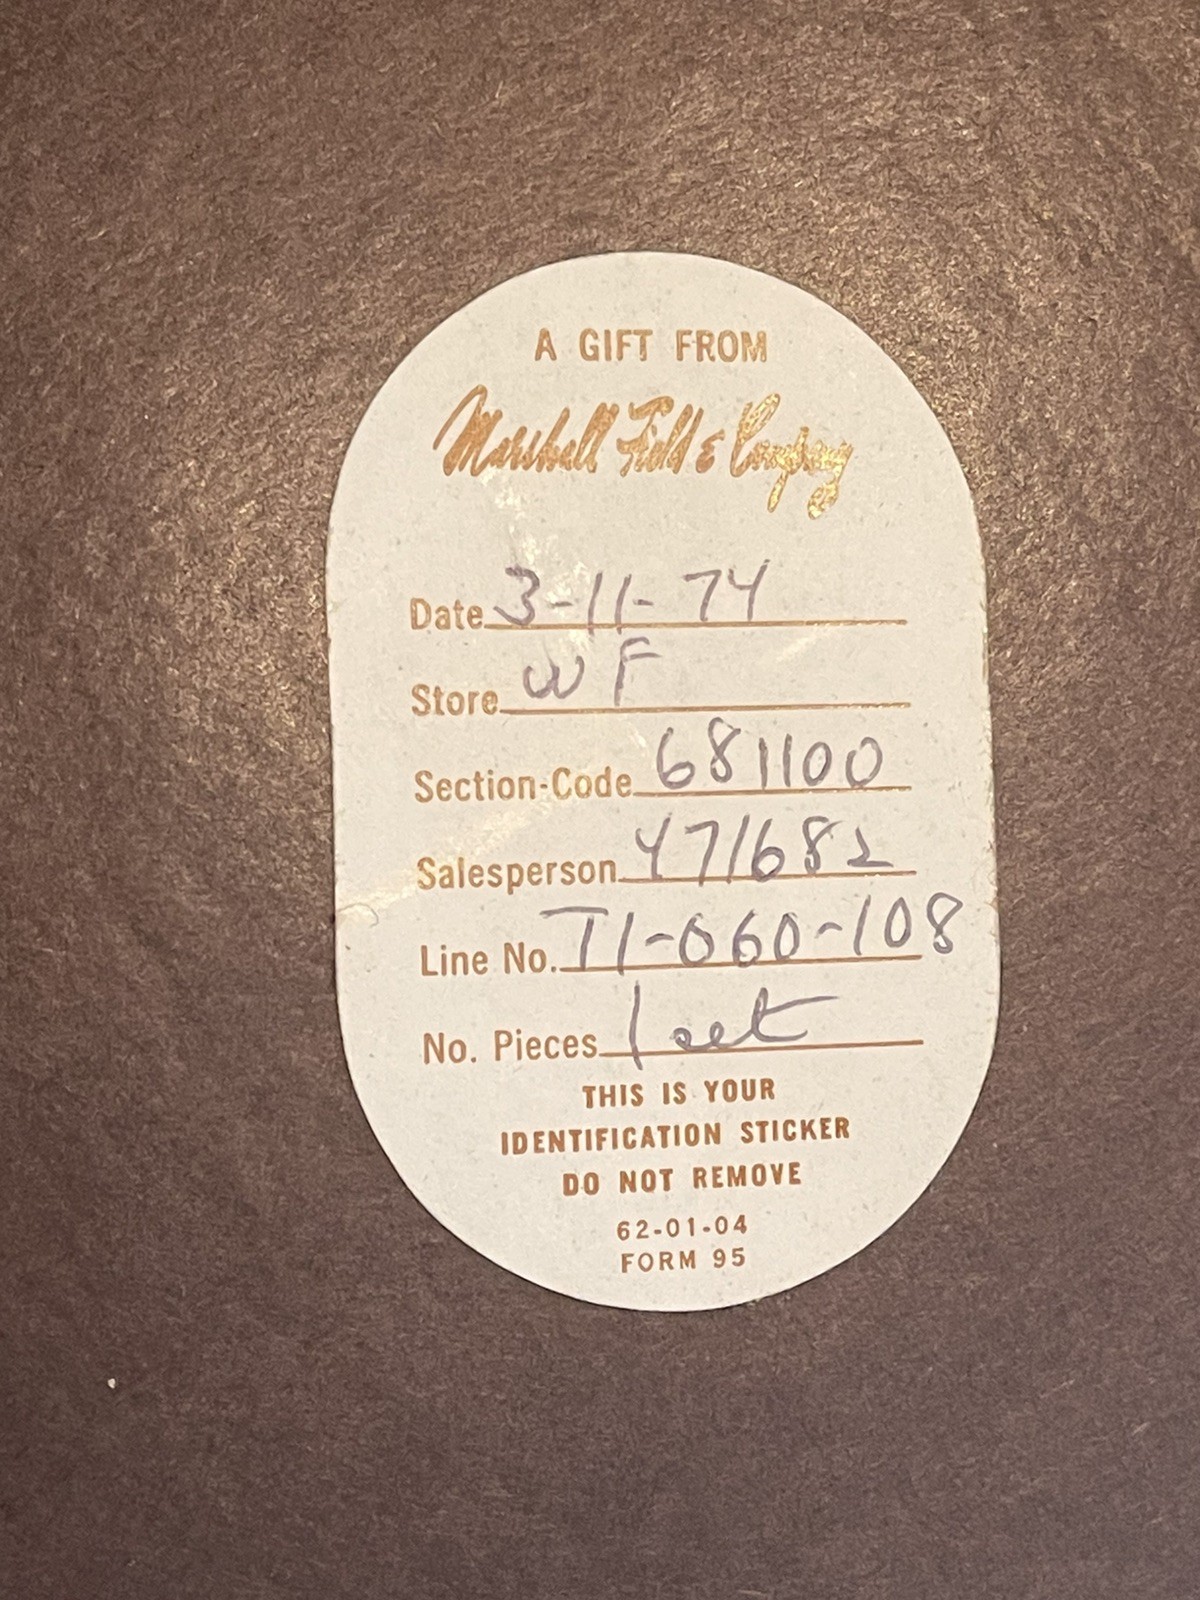 A GIFT FROM
Marshall Field & Company
Date 3-11-74
Store WF
Section-Code 681100
Salesperson 471682
Line No. T1-060-108
No. Pieces 1 set
THIS IS YOUR
IDENTIFICATION STICKER
DO NOT REMOVE
62-01-04
FORM 95